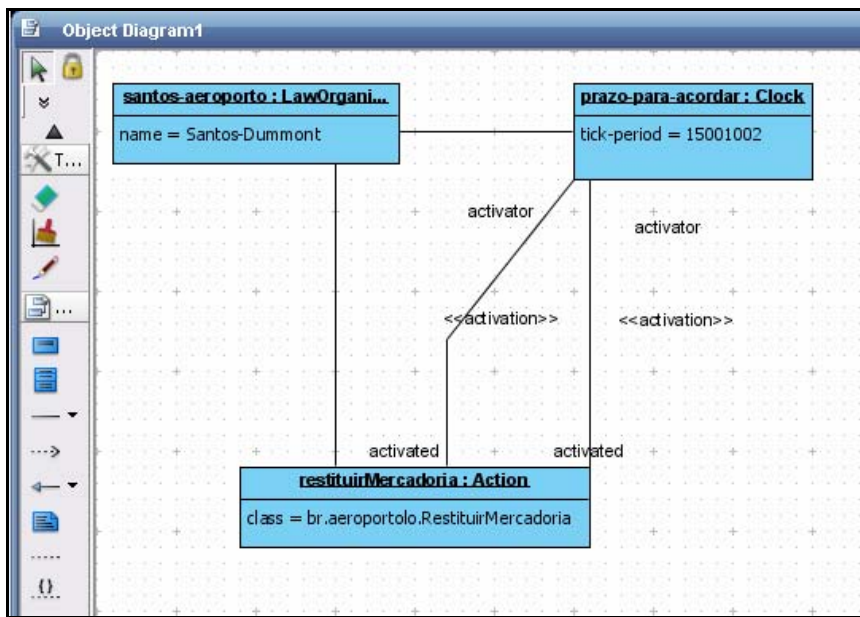 Object Diagram1
santos-aeroporto : LawOrgani...
name = Santos-Dummont
prazo-para-acordar : Clock
tick-period = 15001002
T...
activator
activator
<<activation>>
<<activation>>
...
activated
activated
restituirMercadoria : Action
class = br.aeroportolo.RestituirMercadoria
{}